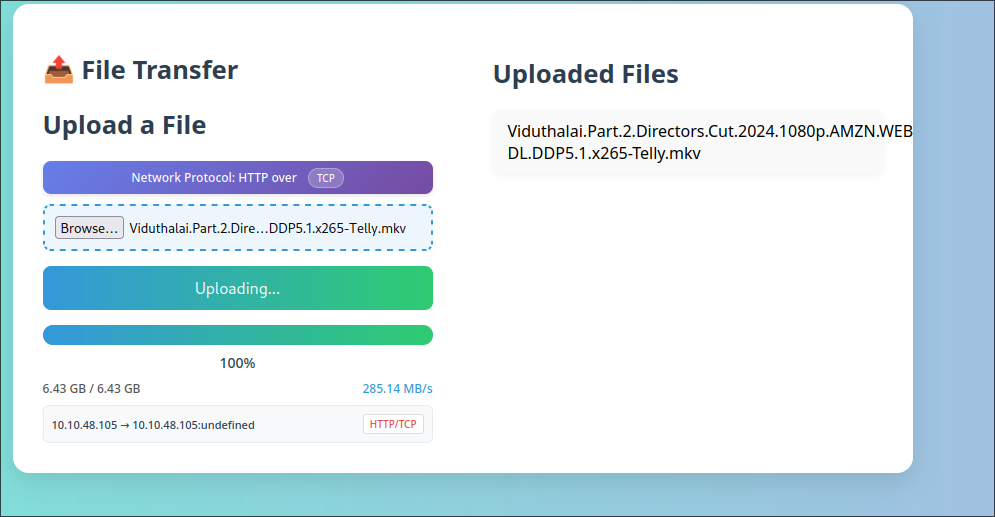 📤 File Transfer
Upload a File
Network Protocol: HTTP over TCP
Browse... Viduthalai.Part.2.Dire...DDP5.1.x265-Telly.mkv
Uploading...
100%
6.43 GB / 6.43 GB 285.14 MB/s
10.10.48.105 → 10.10.48.105:undefined HTTP/TCP
Uploaded Files
Viduthalai.Part.2.Directors.Cut.2024.1080p.AMZN.WEB
DL.DDP5.1.x265-Telly.mkv